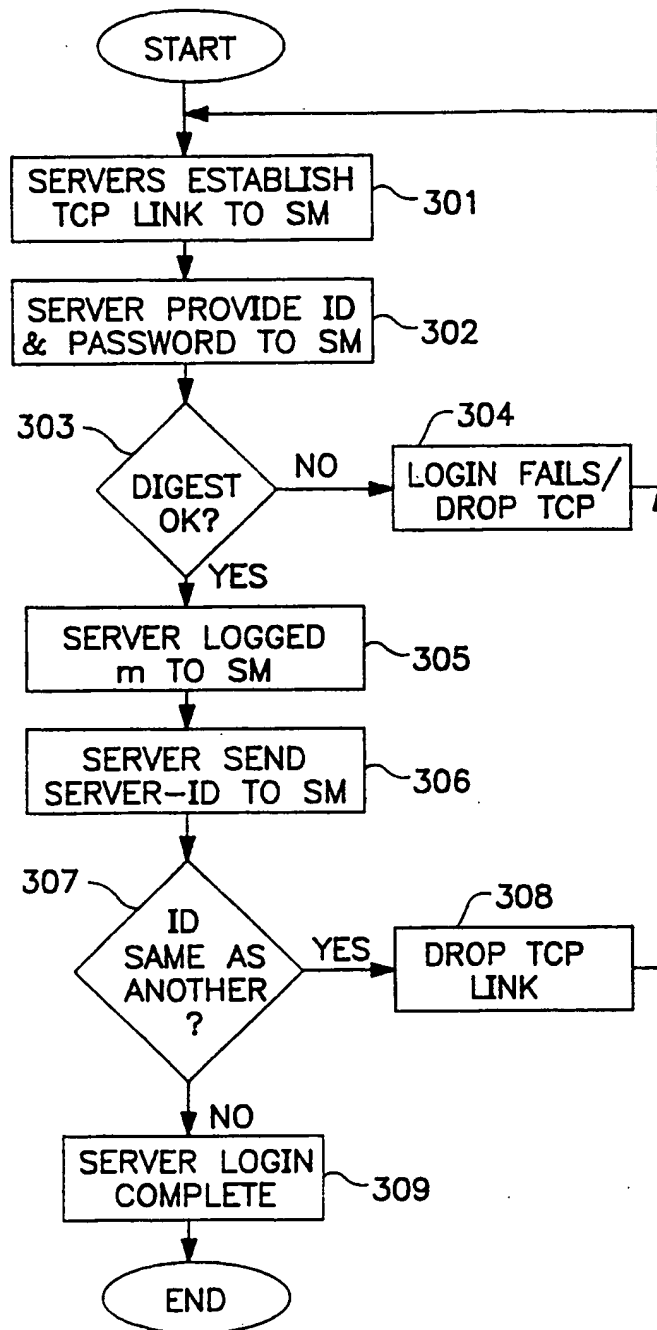 START
SERVERS ESTABLISH
TCP LINK TO SM
301
SERVER PROVIDE ID
& PASSWORD TO SM
302
303
DIGEST
OK?
NO
304
LOGIN FAILS/
DROP TCP
YES
SERVER LOGGED
m TO SM
305
SERVER SEND
SERVER-ID TO SM
306
307
ID
SAME AS
ANOTHER
?
YES
308
DROP TCP
LINK
NO
SERVER LOGIN
COMPLETE
309
END